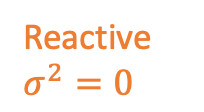 Reactive
σ² = 0